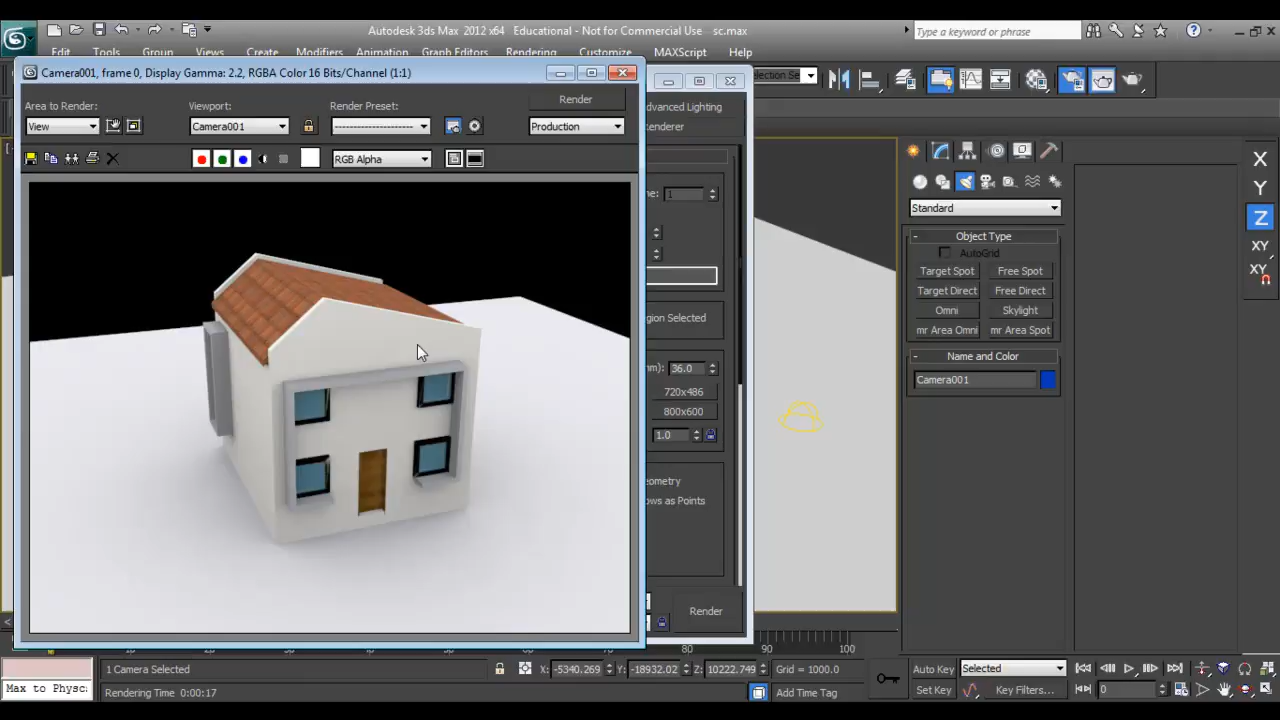 Autodesk 3ds Max 2012 x64 Educational - Not for Commercial Use sc.max
Type a keyword or phrase
Edit Tools Group Views Create Modifiers Animation Graph Editors Rendering Customize MAXScript Help
Camera001, frame 0, Display Gamma: 2.2, RGBA Color 16 Bits/Channel (1:1)
election Se
Area to Render: Viewport: Render Preset: Render
View Camera001 ---------------------- Production
RGB Alpha
dvanced Lighting
enderer
ne: 1
egion Selected
m): 36.0
720x486
800x600
1.0
eometry
ows as Points
Render
Standard
- Object Type
AutoGrid
Target Spot Free Spot
Target Direct Free Direct
Omni Skylight
mr Area Omni mr Area Spot
- Name and Color
Camera001
X
Y
Z
XY
XY
80 90 100
1 Camera Selected X: -5340.269 Y: -18932.02 Z: 10222.749 Grid = 1000.0 Auto Key Selected
Max to Physc Rendering Time 0:00:17 Add Time Tag Set Key Key Filters... 0